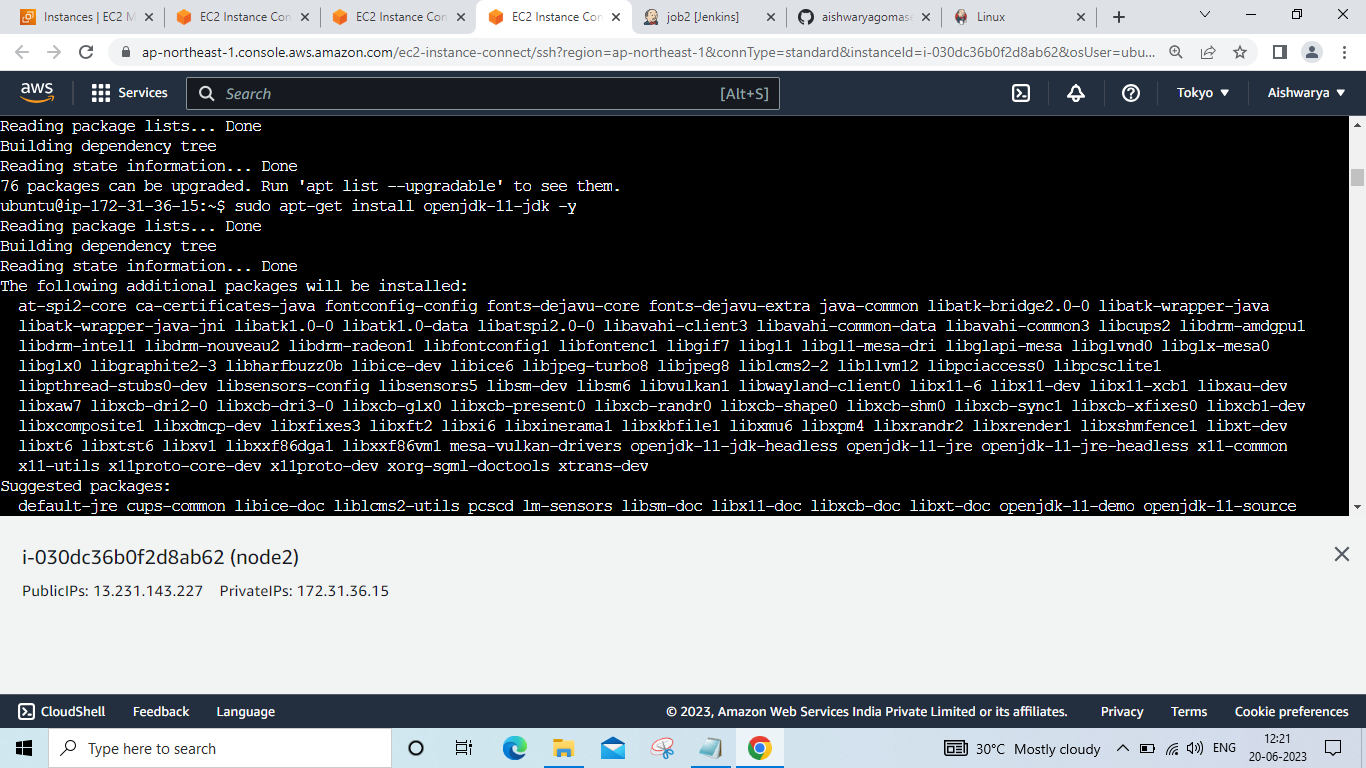 Instances | EC2 M
EC2 Instance Con
EC2 Instance Con
EC2 Instance Con
job2 [Jenkins]
aishwaryagomase
Linux
ap-northeast-1.console.aws.amazon.com/ec2-instance-connect/ssh?region=ap-northeast-1&connType=standard&instanceId=i-030dc36b0f2d8ab62&osUser=ubu...
aws Services Search [Alt+S] Tokyo Aishwarya
Reading package lists... Done
Building dependency tree
Reading state information... Done
76 packages can be upgraded. Run 'apt list --upgradable' to see them.
ubuntu@ip-172-31-36-15:~$ sudo apt-get install openjdk-11-jdk -y
Reading package lists... Done
Building dependency tree
Reading state information... Done
The following additional packages will be installed:
at-spi2-core ca-certificates-java fontconfig-config fonts-dejavu-core fonts-dejavu-extra java-common libatk-bridge2.0-0 libatk-wrapper-java
libatk-wrapper-java-jni libatk1.0-0 libatk1.0-data libatspi2.0-0 libavahi-client3 libavahi-common-data libavahi-common3 libcups2 libdrm-amdgpu1
libdrm-intel1 libdrm-nouveau2 libdrm-radeon1 libfontconfig1 libfontenc1 libgif7 libgl1 libgl1-mesa-dri libglapi-mesa libglvnd0 libglx-mesa0
libglx0 libgraphite2-3 libharfbuzz0b libice-dev libice6 libjpeg-turbo8 libjpeg8 liblcms2-2 libllvm12 libpciaccess0 libpcsclite1
libpthread-stubs0-dev libsensors-config libsensors5 libsm-dev libsm6 libvulkan1 libwayland-client0 libx11-6 libx11-dev libx11-xcb1 libxau-dev
libxaw7 libxcb-dri2-0 libxcb-dri3-0 libxcb-glx0 libxcb-present0 libxcb-randr0 libxcb-shape0 libxcb-shm0 libxcb-sync1 libxcb-xfixes0 libxcb1-dev
libxcomposite1 libxdmcp-dev libxfixes3 libxft2 libxi6 libxinerama1 libxkbfile1 libxmu6 libxpm4 libxrandr2 libxrender1 libxshmfence1 libxt-dev
libxt6 libxtst6 libxv1 libxxf86dga1 libxxf86vm1 mesa-vulkan-drivers openjdk-11-jdk-headless openjdk-11-jre openjdk-11-jre-headless x11-common
x11-utils x11proto-core-dev x11proto-dev xorg-sgml-doctools xtrans-dev
Suggested packages:
default-jre cups-common libice-doc liblcms2-utils pcscd lm-sensors libsm-doc libx11-doc libxcb-doc libxt-doc openjdk-11-demo openjdk-11-source
i-030dc36b0f2d8ab62 (node2)
PublicIPs: 13.231.143.227 PrivateIPs: 172.31.36.15
CloudShell Feedback Language © 2023, Amazon Web Services India Private Limited or its affiliates. Privacy Terms Cookie preferences
Type here to search 30°C Mostly cloudy ENG 12:21
20-06-2023